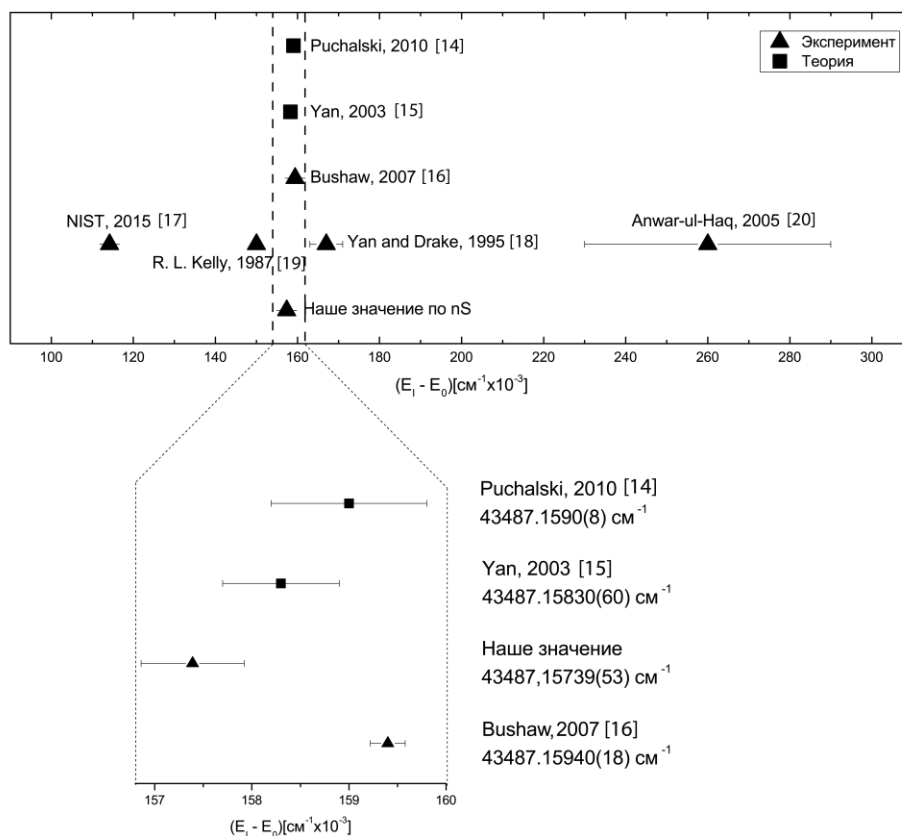 Эксперимент
Теория
Puchalski, 2010 [14]
Yan, 2003 [15]
Bushaw, 2007 [16]
NIST, 2015 [17]
Anwar-ul-Haq, 2005 [20]
Yan and Drake, 1995 [18]
R. L. Kelly, 1987 [19]
Наше значение по nS
100 120 140 160 180 200 220 240 260 280 300
(E_I - E_0)[см⁻¹x10⁻³]
Puchalski, 2010 [14]
43487.1590(8) см⁻¹
Yan, 2003 [15]
43487.15830(60) см⁻¹
Наше значение
43487,15739(53) см⁻¹
Bushaw,2007 [16]
43487.15940(18) см⁻¹
157 158 159 160
(E_I - E_0)[см⁻¹x10⁻³]